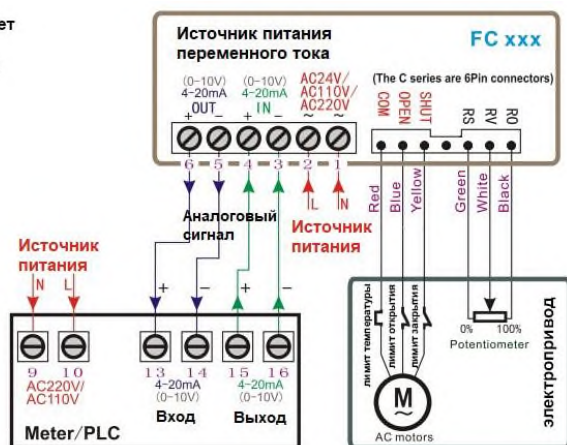 ет
Источник питания
переменного тока
FC xxx
(The C series are 6Pin connectors)
(0-10V)
4-20mA
OUT
(0-10V)
4-20mA
IN
AC24V/
AC110V/
AC220V
+ − + − ~ ~
COM
OPEN
SHUT
RS
RV
RO
6 5 4 3 2 1
L
N
Аналоговый
сигнал
Источник
питания
Red
Blue
Yellow
Green
White
Black
Источник
питания
N
L
+ − + −
9 10 13 14 15 16
AC220V/
AC110V
4-20mA
(0-10V)
Вход
4-20mA
(0-10V)
Выход
Meter/PLC
лимит температуры
лимит открытия
лимит закрытия
0%
100%
Potentiometer
M
~
AC motors
электропривод